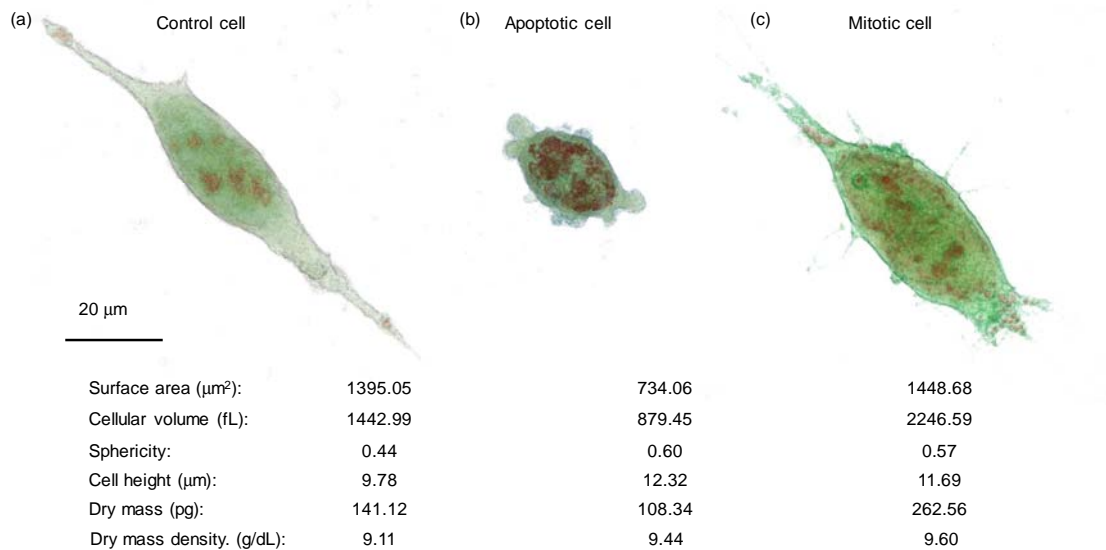 (a) Control cell (b) Apoptotic cell (c) Mitotic cell
20 μm
Surface area (μm²): 1395.05 734.06 1448.68
Cellular volume (fL): 1442.99 879.45 2246.59
Sphericity: 0.44 0.60 0.57
Cell height (μm): 9.78 12.32 11.69
Dry mass (pg): 141.12 108.34 262.56
Dry mass density. (g/dL): 9.11 9.44 9.60